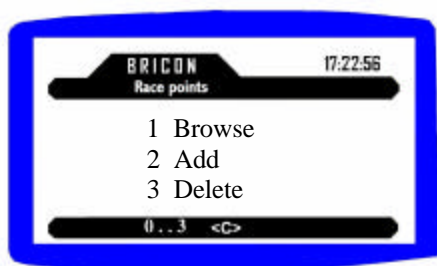 BRICON 17:22:56
Race points
1 Browse
2 Add
3 Delete
0..3 <C>